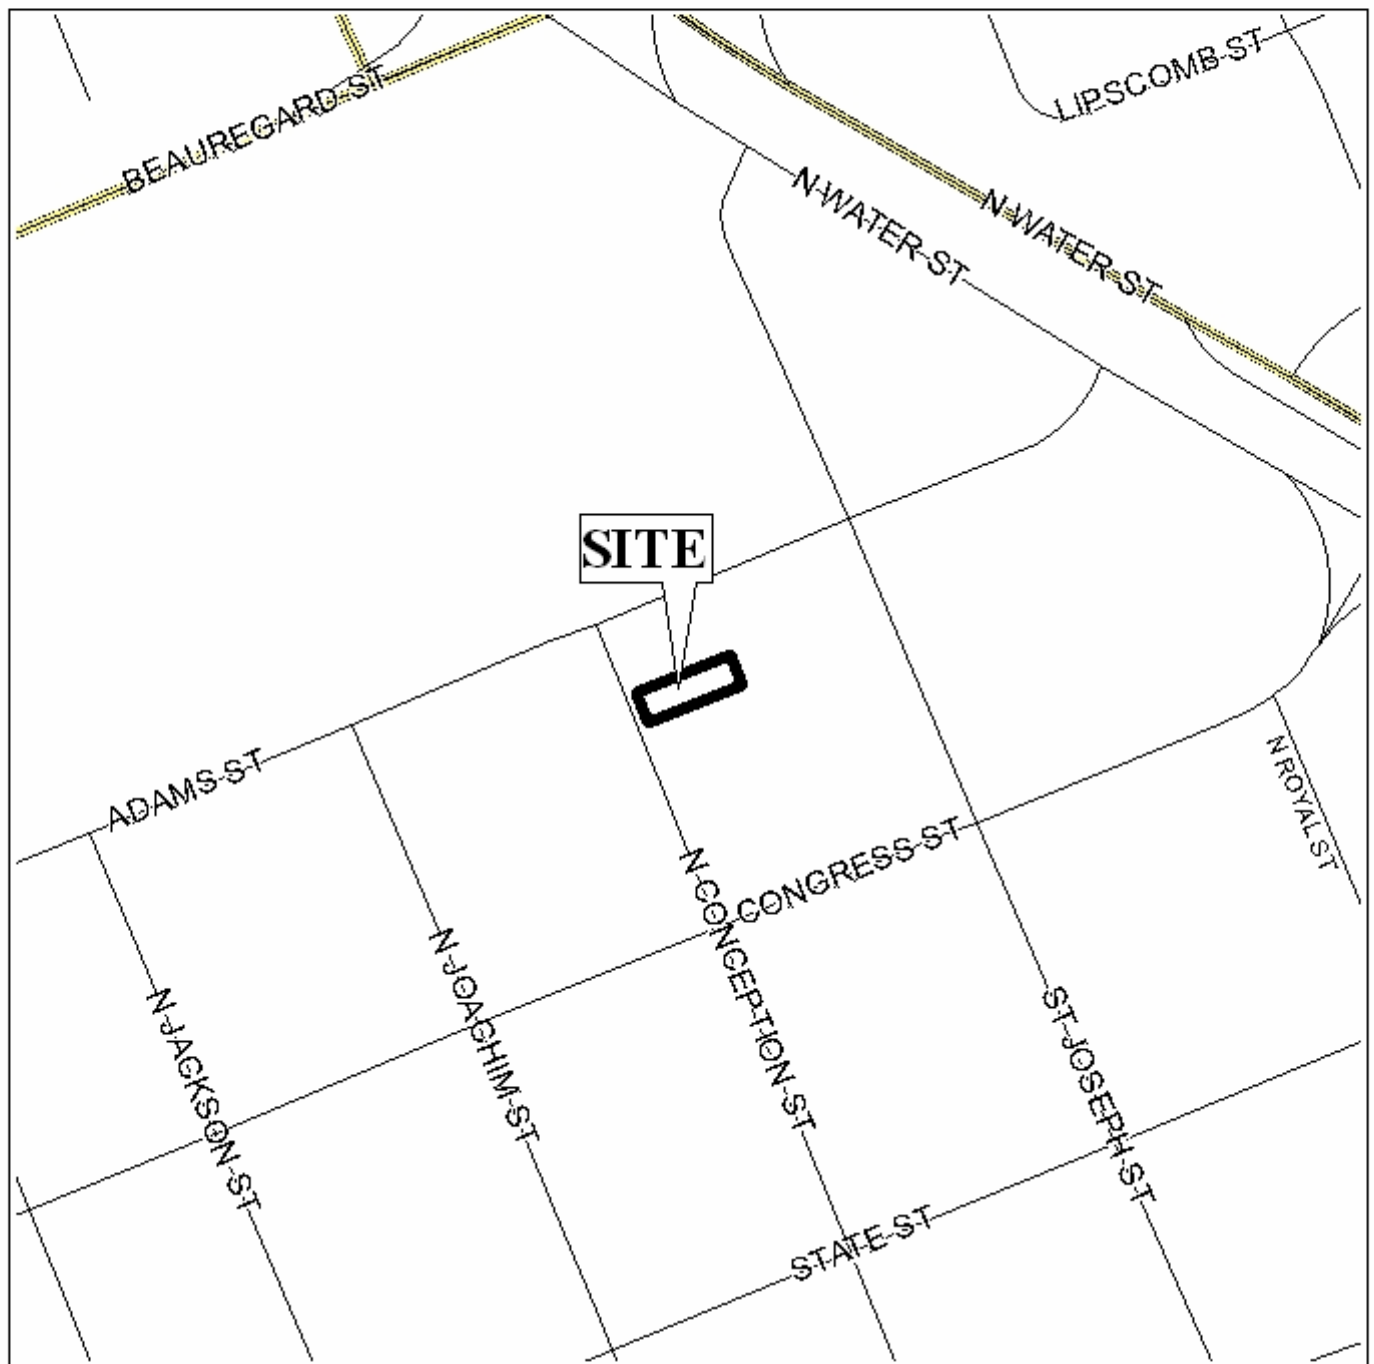 LIPSCOMB ST
BEAUREGARD ST
N WATER ST
N WATER ST
SITE
ADAMS ST
N ROYAL ST
CONGRESS ST
N CONCEPTION ST
N JOACHIM ST
N JACKSON ST
ST JOSEPH ST
STATE ST